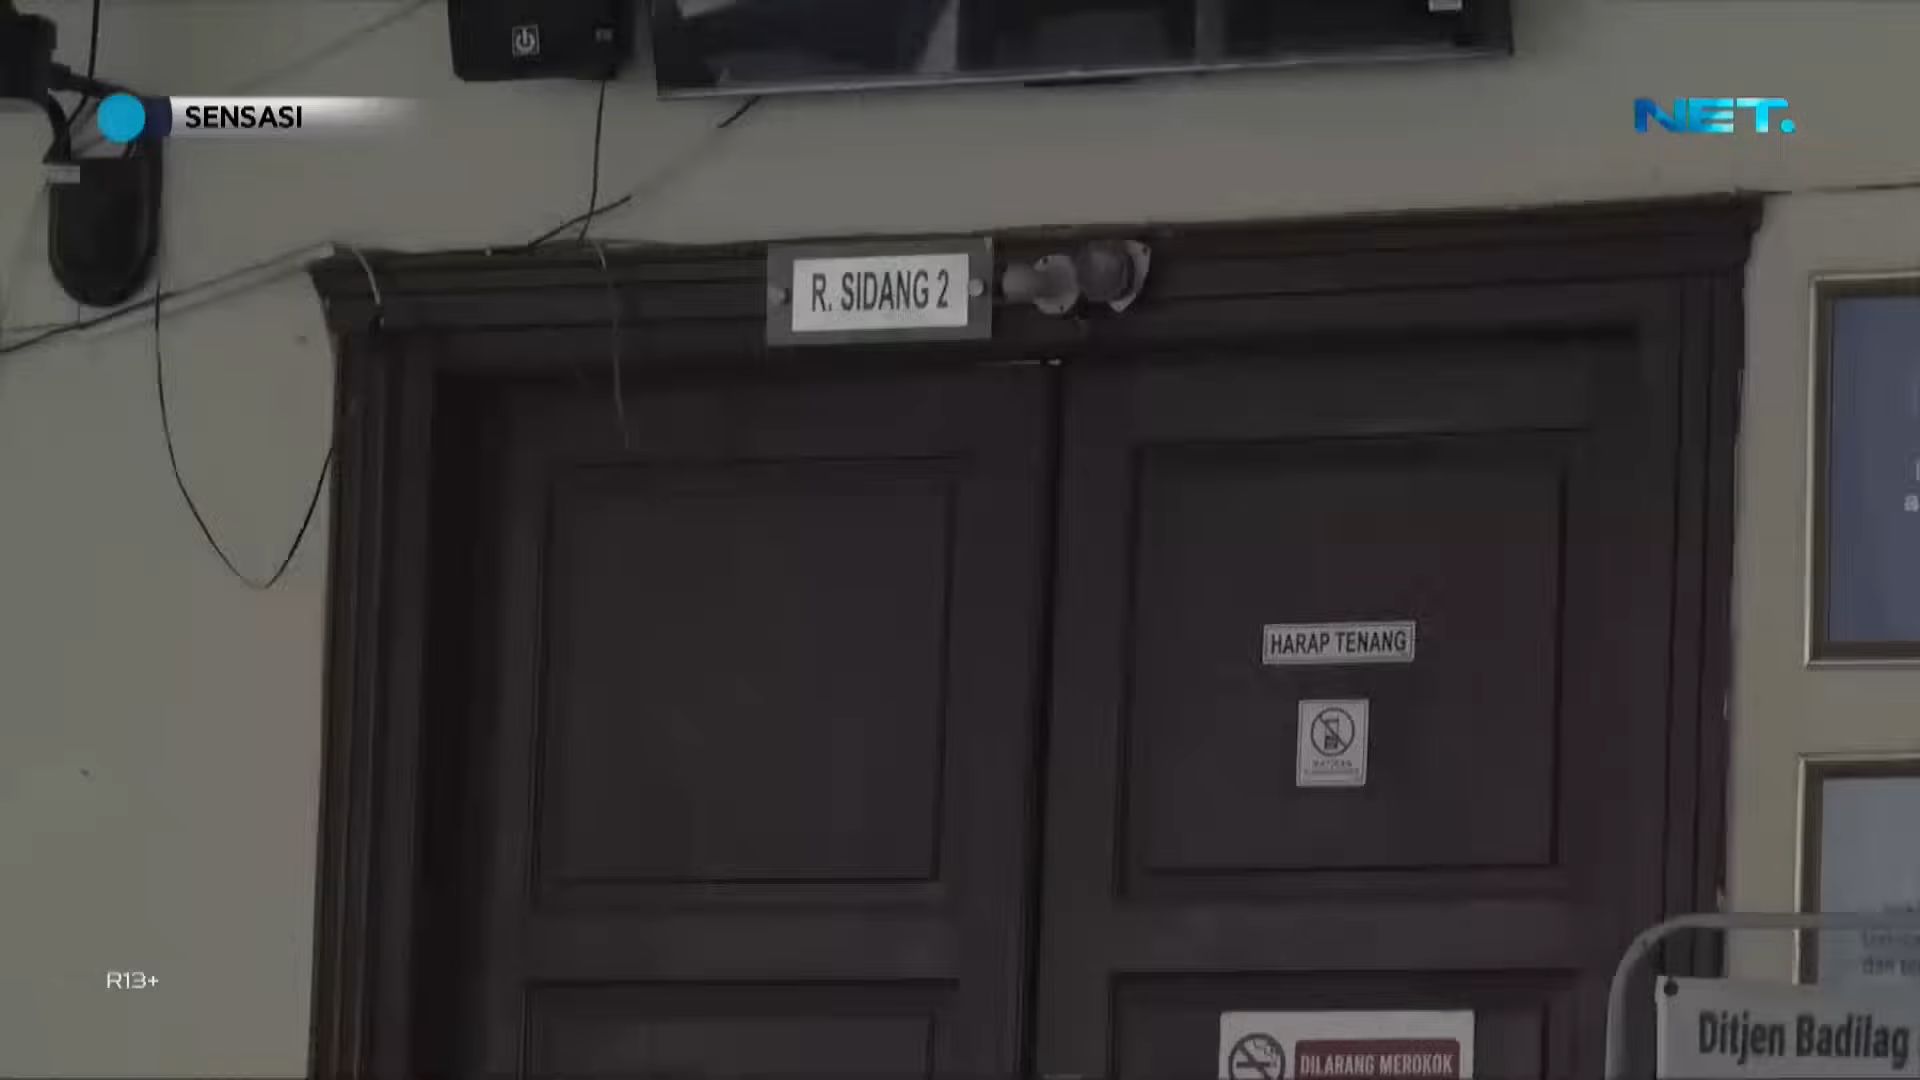 SENSASI
NET.
R. SIDANG 2
HARAP TENANG
DILARANG MEROKOK
Ditjen Badilag
R13+